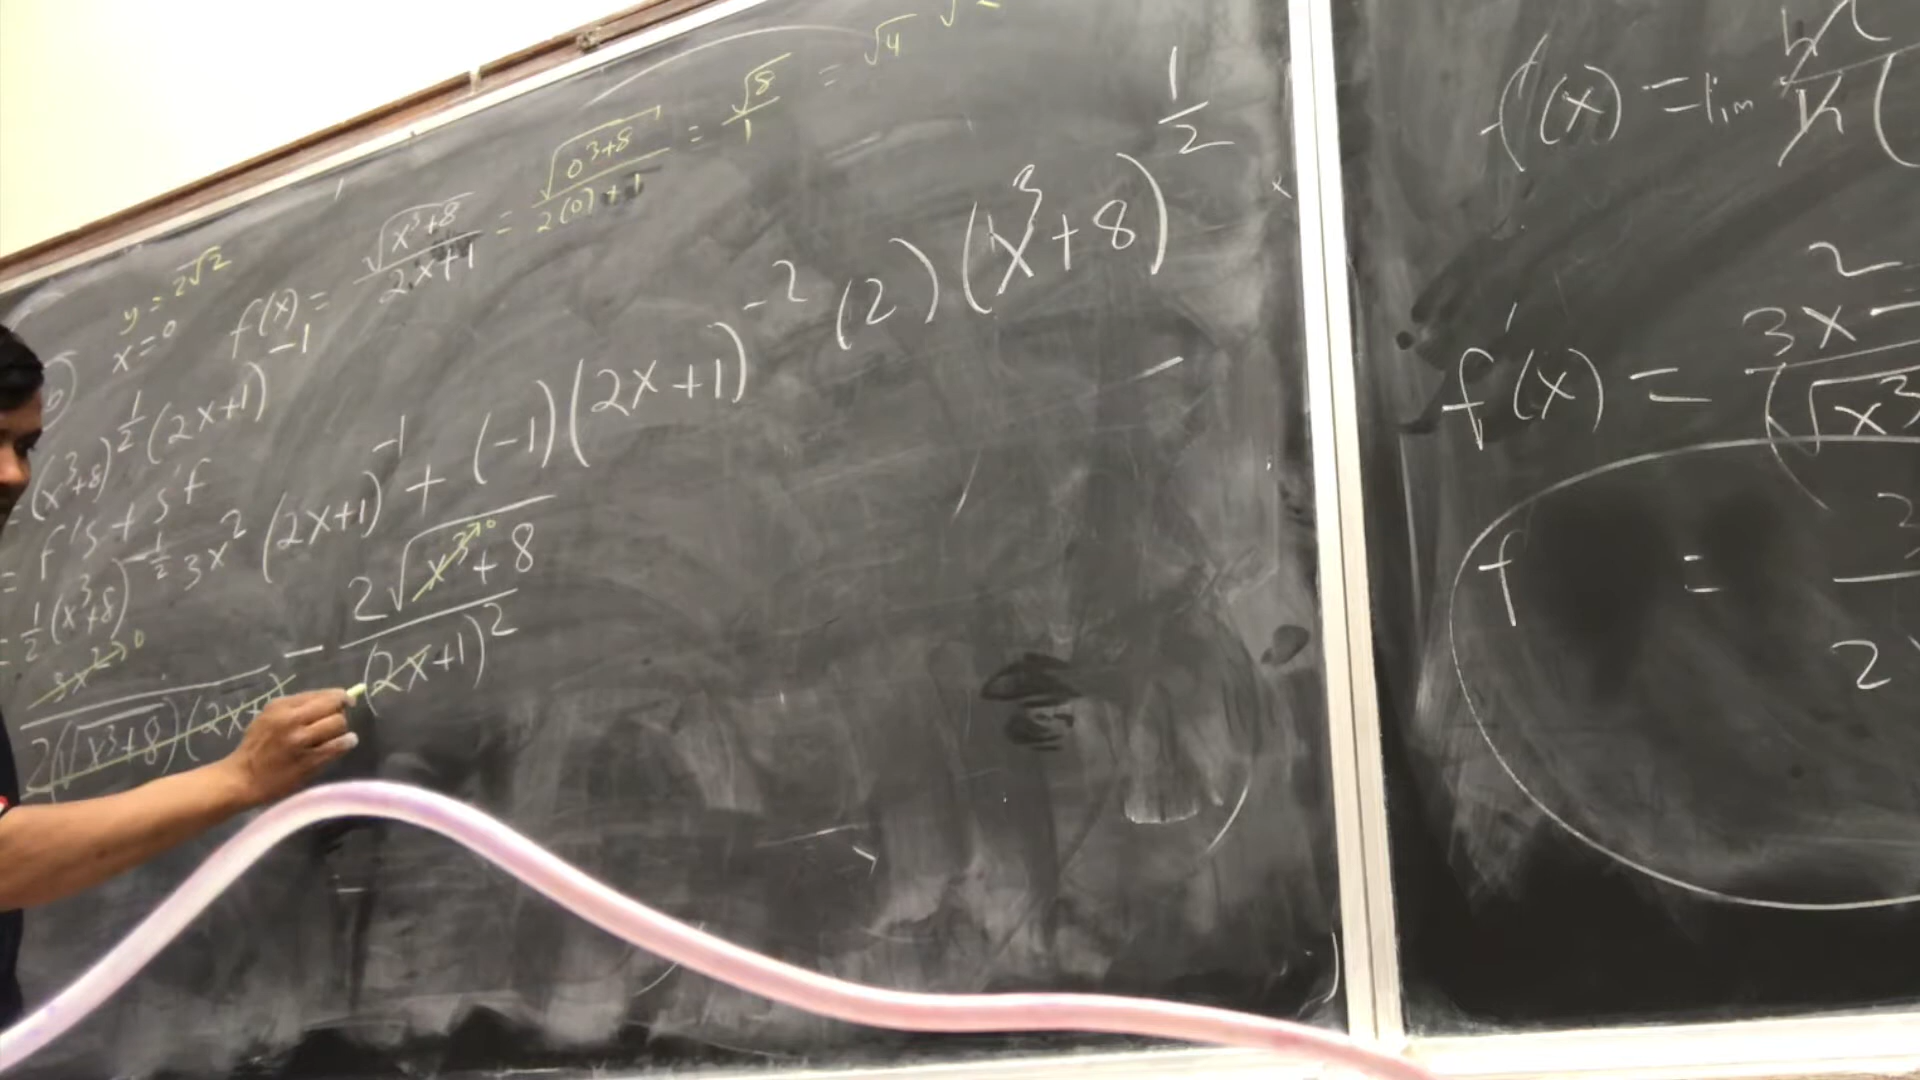 b) x=0 y=2√2
f(x) = √(x³+8)/(2x+1) = √(0³+8)/(2(0)+1) = √8/1 = √4
= (x³+8)^(1/2) (2x+1)^(-1)
= f's + s'f
= 1/2 (x³+8)^(-1/2) 3x² (2x+1)^(-1) + (-1)(2x+1)^(-2) (2)(x³+8)^(1/2)
3x²→0/(2(√(x³+8))(2x+ − 2√(x³→0+8)/(2x+1)²
f'(x) = lim h/h (
f'(x) = 3x²−/(√x³
f' =
2